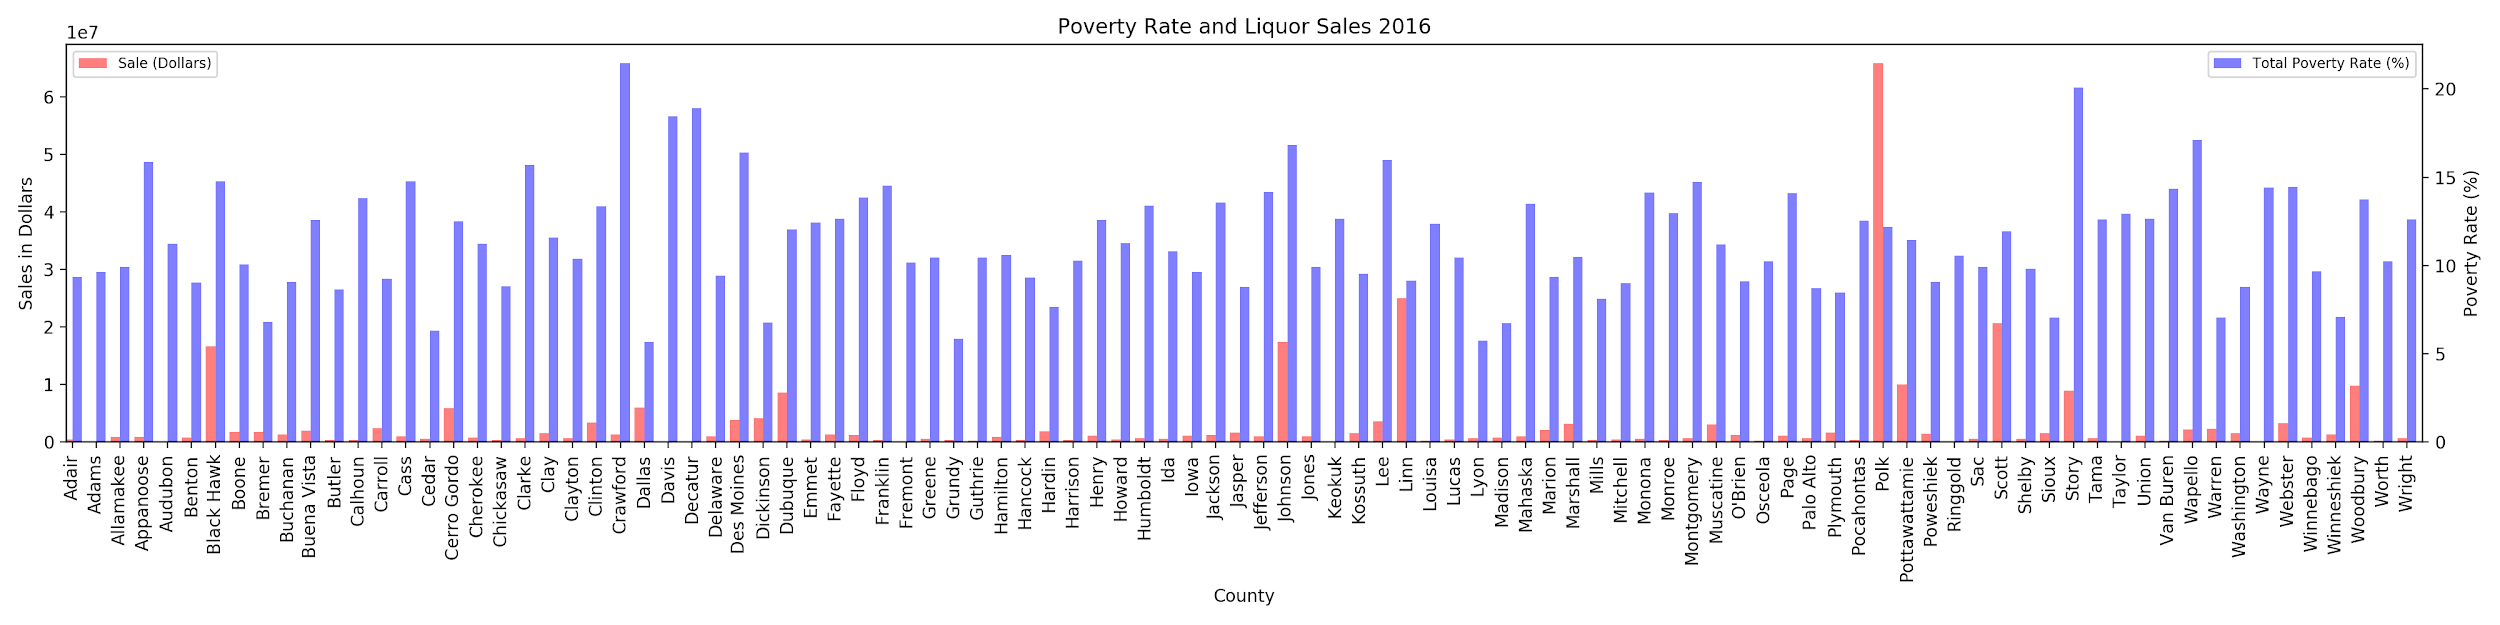 Poverty Rate and Liquor Sales 2016
1e7
Sale (Dollars)
Total Poverty Rate (%)
Sales in Dollars
6
5
4
3
2
1
0
Poverty Rate (%)
20
15
10
5
0
Adair
Adams
Allamakee
Appanoose
Audubon
Benton
Black Hawk
Boone
Bremer
Buchanan
Buena Vista
Butler
Calhoun
Carroll
Cass
Cedar
Cerro Gordo
Cherokee
Chickasaw
Clarke
Clay
Clayton
Clinton
Crawford
Dallas
Davis
Decatur
Delaware
Des Moines
Dickinson
Dubuque
Emmet
Fayette
Floyd
Franklin
Fremont
Greene
Grundy
Guthrie
Hamilton
Hancock
Hardin
Harrison
Henry
Howard
Humboldt
Ida
Iowa
Jackson
Jasper
Jefferson
Johnson
Jones
Keokuk
Kossuth
Lee
Linn
Louisa
Lucas
Lyon
Madison
Mahaska
Marion
Marshall
Mills
Mitchell
Monona
Monroe
Montgomery
Muscatine
O'Brien
Osceola
Page
Palo Alto
Plymouth
Pocahontas
Polk
Pottawattamie
Poweshiek
Ringgold
Sac
Scott
Shelby
Sioux
Story
Tama
Taylor
Union
Van Buren
Wapello
Warren
Washington
Wayne
Webster
Winnebago
Winneshiek
Woodbury
Worth
Wright
County